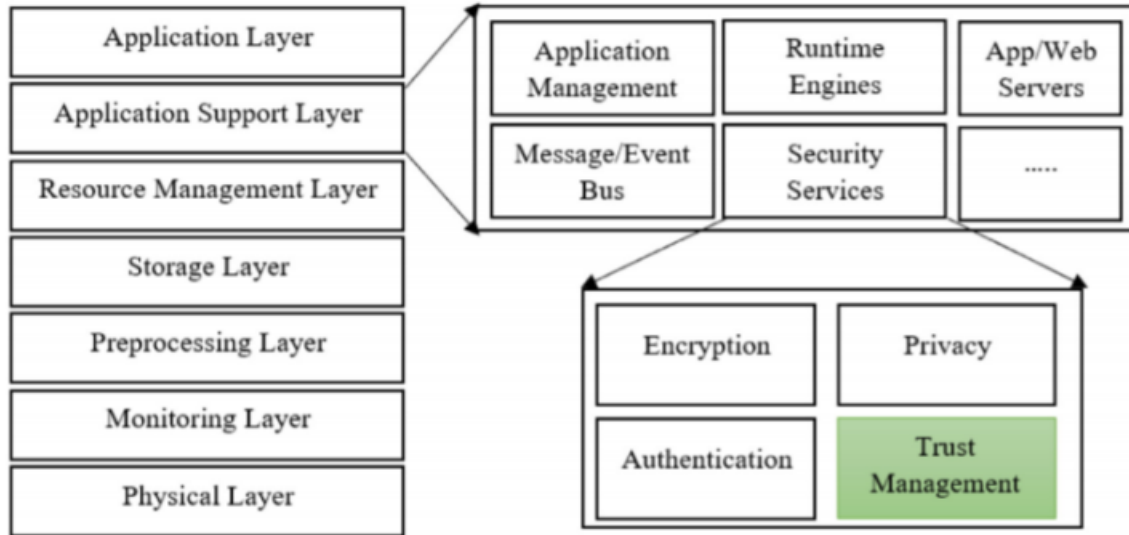 Application Layer
Application Support Layer
Resource Management Layer
Storage Layer
Preprocessing Layer
Monitoring Layer
Physical Layer
Application
Management
Runtime
Engines
App/Web
Servers
Message/Event
Bus
Security
Services
.....
Encryption
Privacy
Authentication
Trust
Management